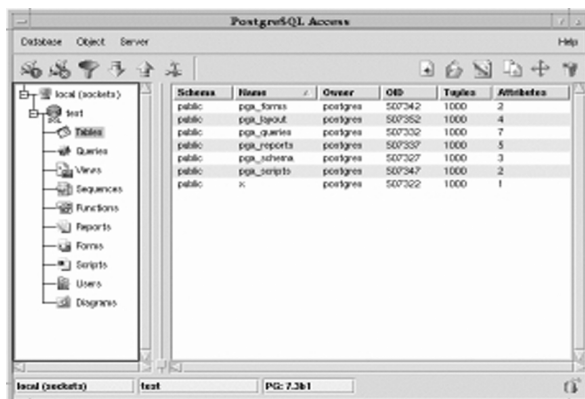 PostgreSQL Access
Database Object Server Help
local (sockets)
test
Tables
Queries
Views
Sequences
Functions
Reports
Forms
Scripts
Users
Diagrams
Schema Name Owner OID Tuples Attributes
public pga_forms postgres 507342 1000 2
public pga_layout postgres 507352 1000 4
public pga_queries postgres 507332 1000 7
public pga_reports postgres 507337 1000 5
public pga_schema postgres 507327 1000 3
public pga_scripts postgres 507347 1000 2
public x postgres 507322 1000 1
local (sockets) test PG: 7.3b1